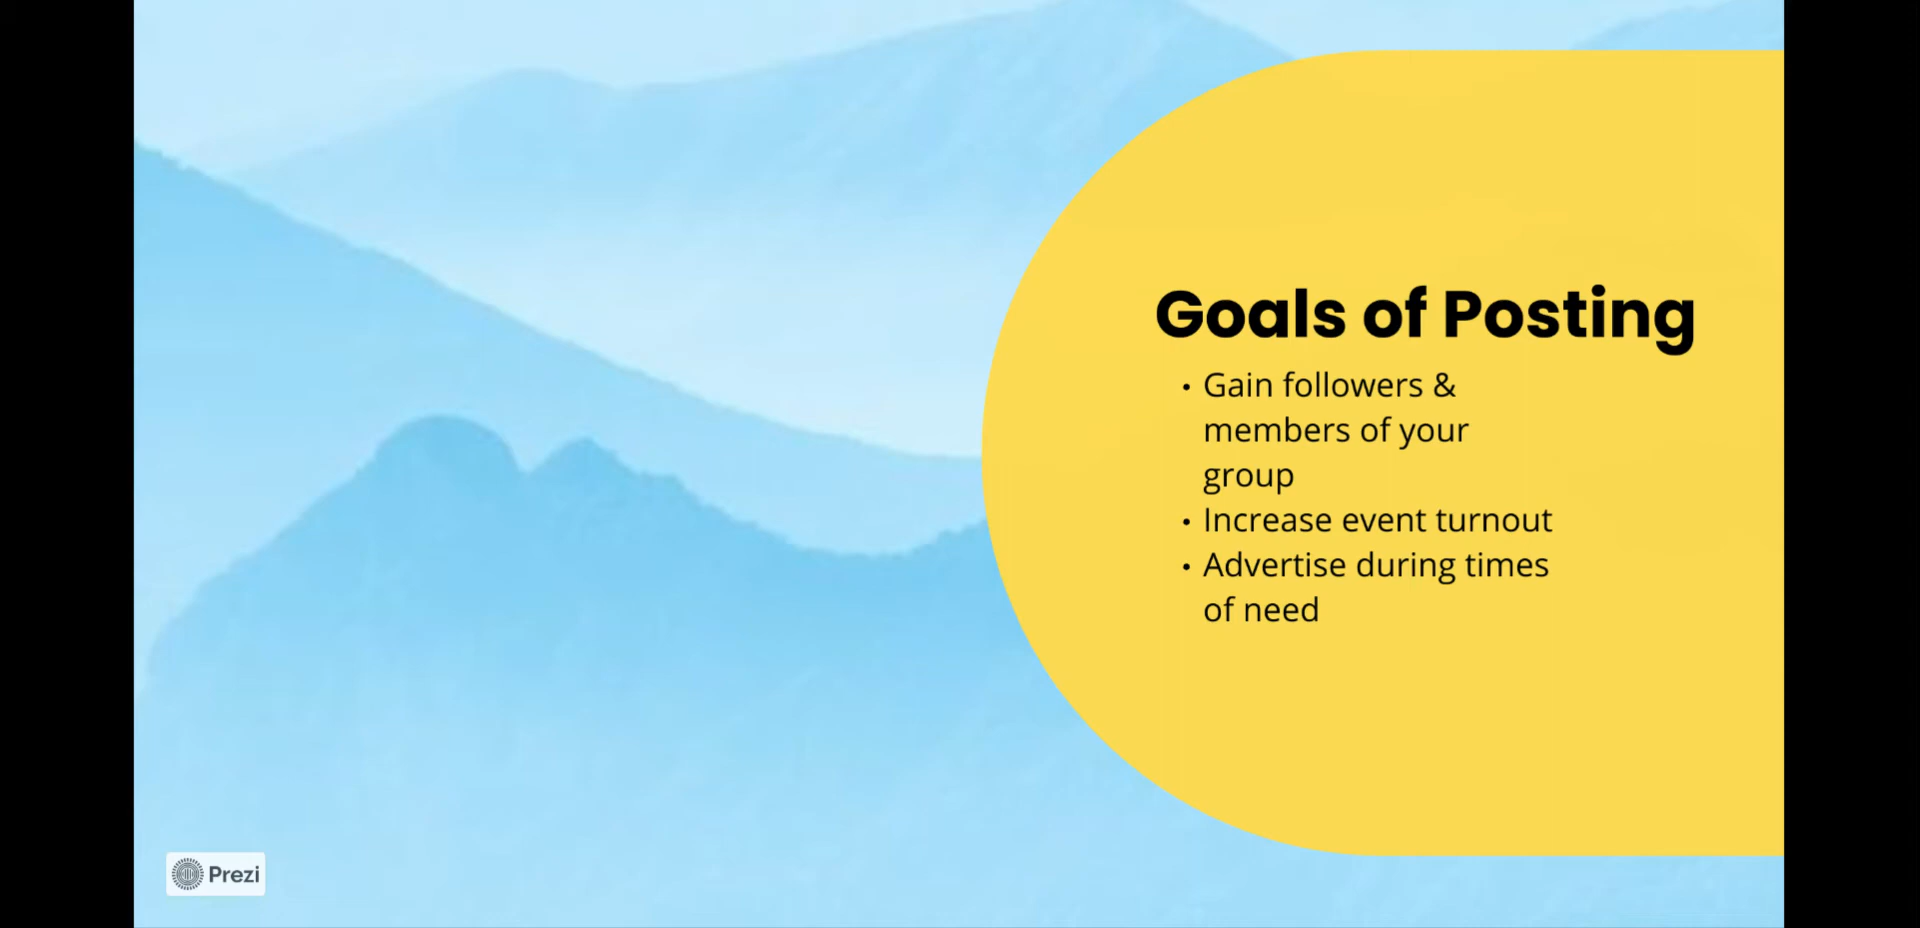 Goals of Posting
• Gain followers &
members of your
group
• Increase event turnout
• Advertise during times
of need
Prezi